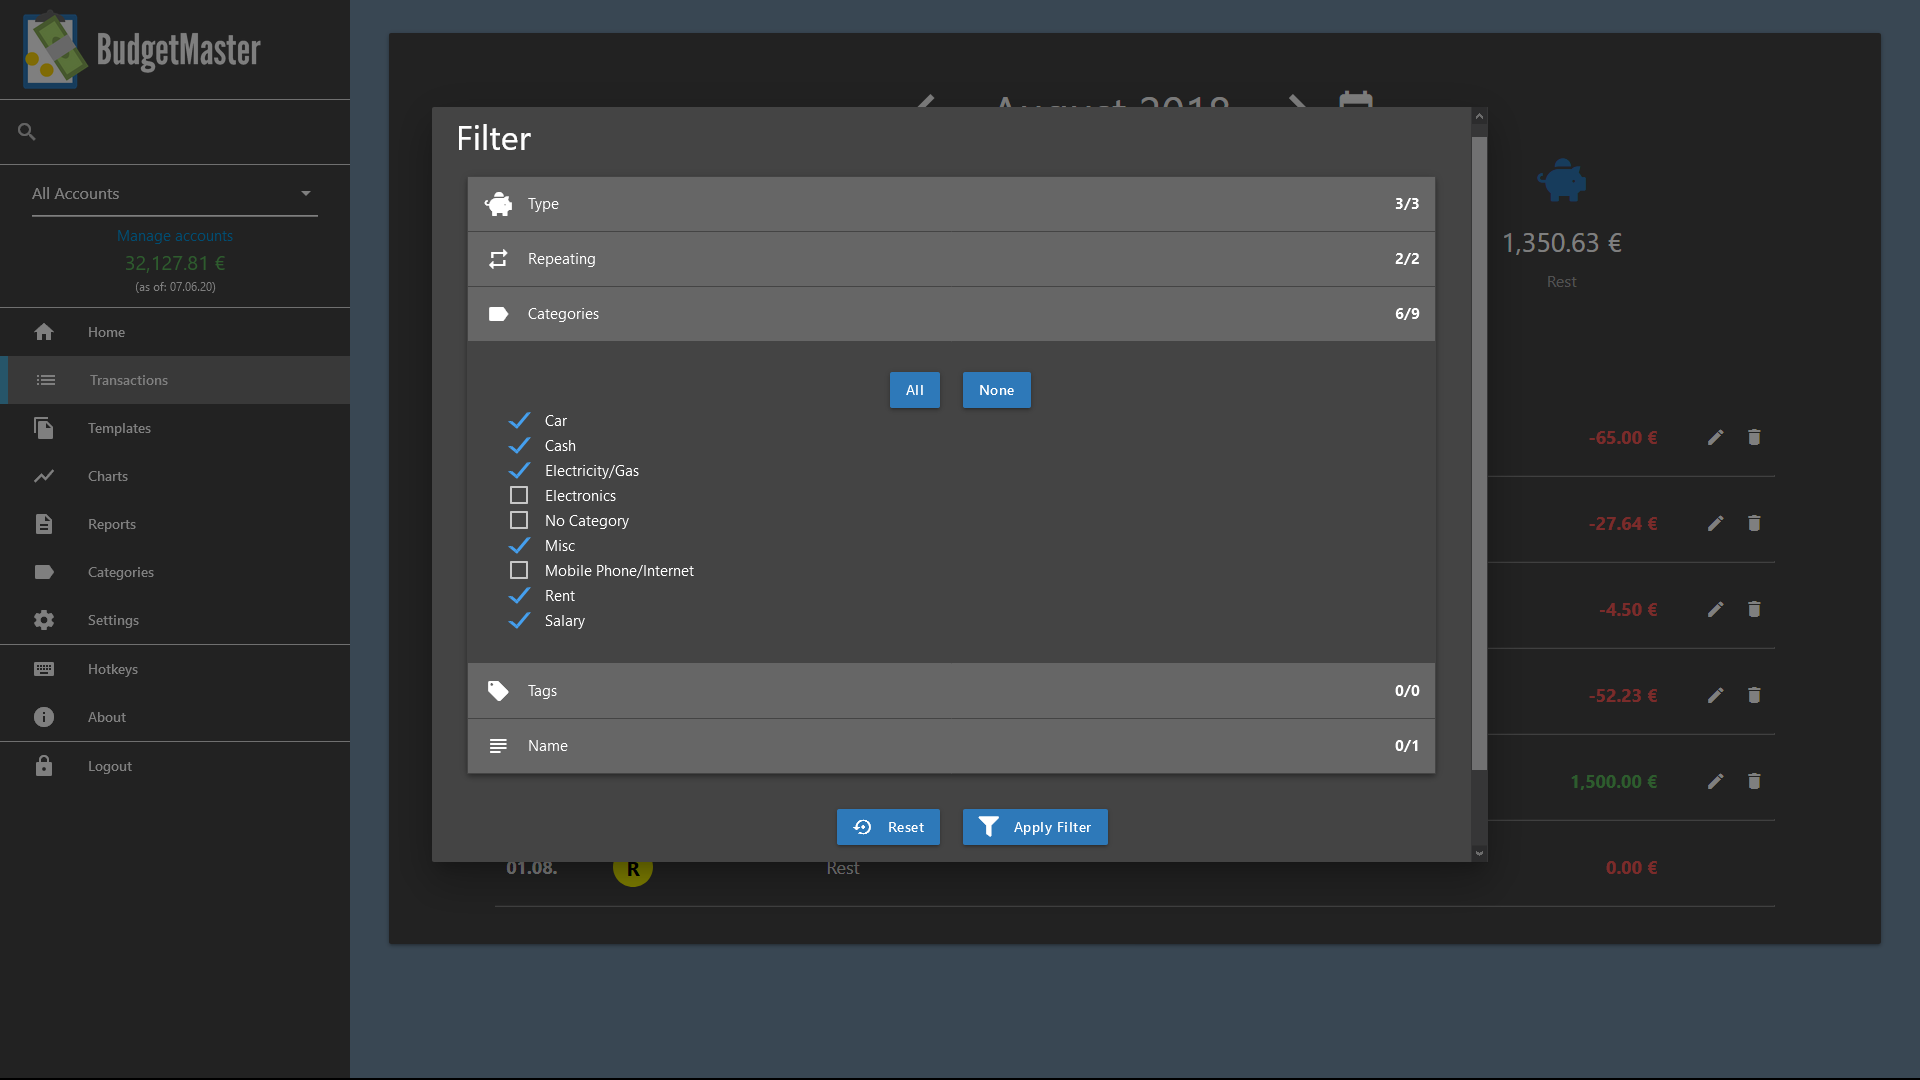 BudgetMaster
All Accounts
Manage accounts
32,127.81 €
(as of: 07.06.20)
Home
Transactions
Templates
Charts
Reports
Categories
Settings
Hotkeys
About
Logout
August 2018
1,350.63 €
Rest
Filter
Type 3/3
Repeating 2/2
Categories 6/9
All None
Car
Cash
Electricity/Gas
Electronics
No Category
Misc
Mobile Phone/Internet
Rent
Salary
Tags 0/0
Name 0/1
Reset Apply Filter
-65.00 €
-27.64 €
-4.50 €
-52.23 €
1,500.00 €
01.08. R Rest 0.00 €